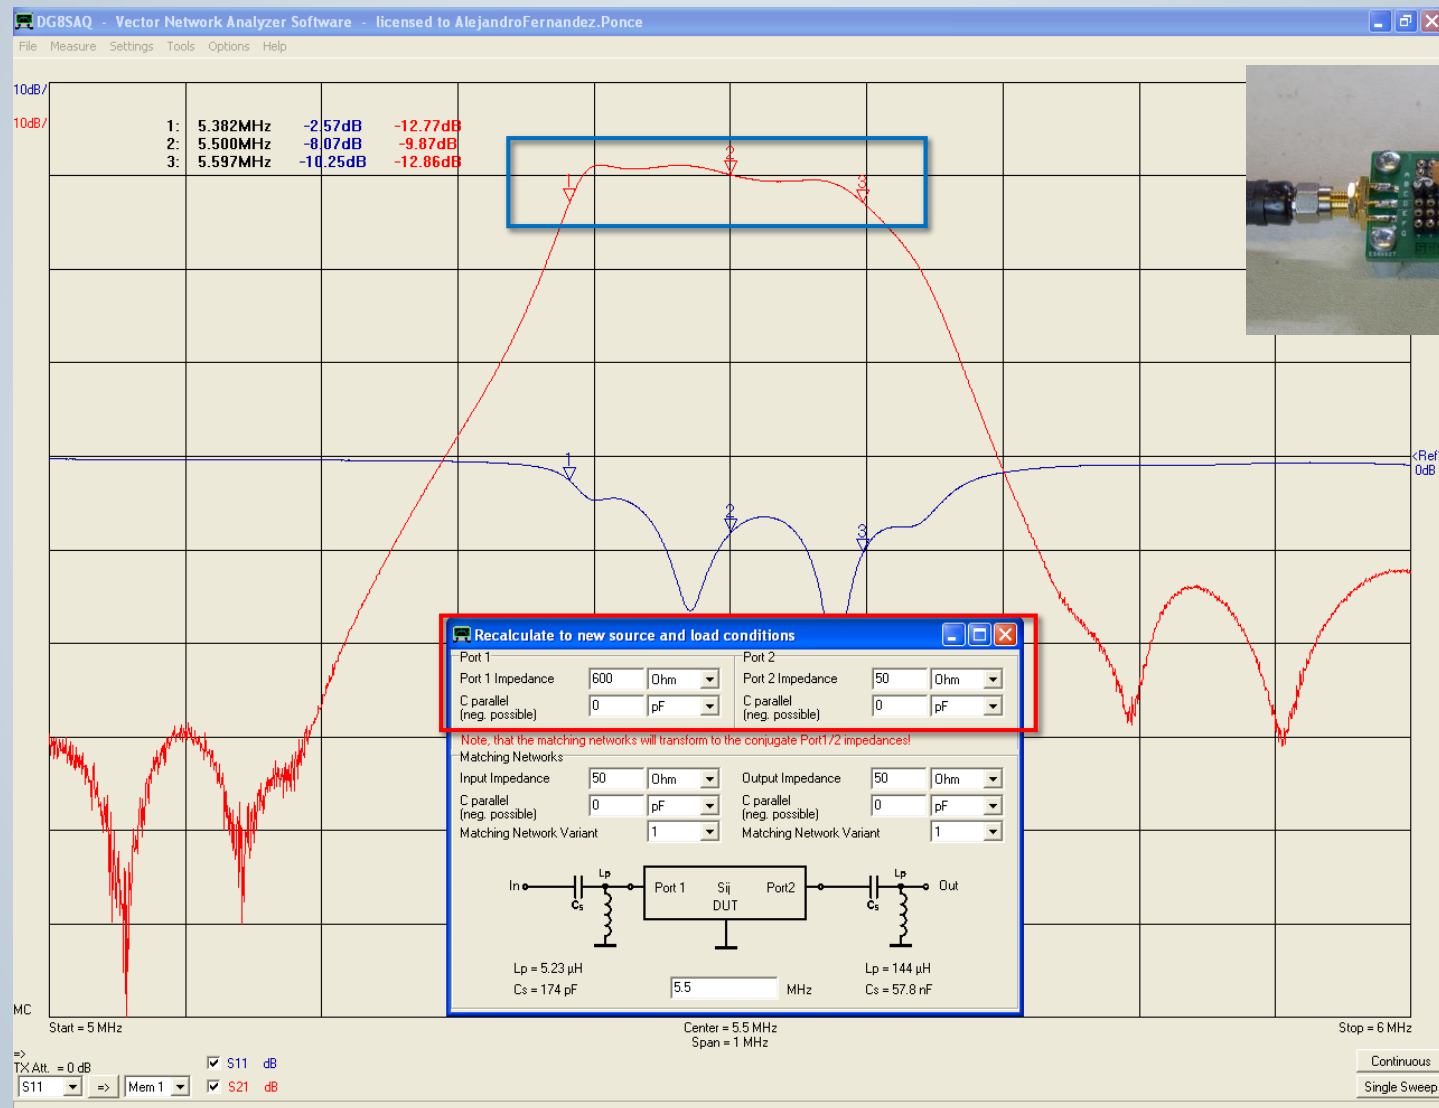 DG8SAQ - Vector Network Analyzer Software - licensed to AlejandroFernandez.Ponce
File Measure Settings Tools Options Help
10dB/
10dB/
1: 5.382MHz -2.57dB -12.77dB
2: 5.500MHz -8.07dB -9.87dB
3: 5.597MHz -10.25dB -12.86dB
1 2 3
<Ref
0dB
1 2 3
Recalculate to new source and load conditions
Port 1 Port 2
Port 1 Impedance 600 Ohm Port 2 Impedance 50 Ohm
C parallel (neg. possible) 0 pF C parallel (neg. possible) 0 pF
Note, that the matching networks will transform to the conjugate Port1/2 impedances!
Matching Networks
Input Impedance 50 Ohm Output Impedance 50 Ohm
C parallel (neg. possible) 0 pF C parallel (neg. possible) 0 pF
Matching Network Variant 1 Matching Network Variant 1
Lp Lp
In Port 1 Sij Port2 Out
Cs DUT Cs
Lp = 5.23 µH Lp = 144 µH
Cs = 174 pF 5.5 MHz Cs = 57.8 nF
MC
Start = 5 MHz Center = 5.5 MHz Stop = 6 MHz
Span = 1 MHz
=>
TX Att. = 0 dB S11 dB Continuous
S11 => Mem 1 S21 dB Single Sweep